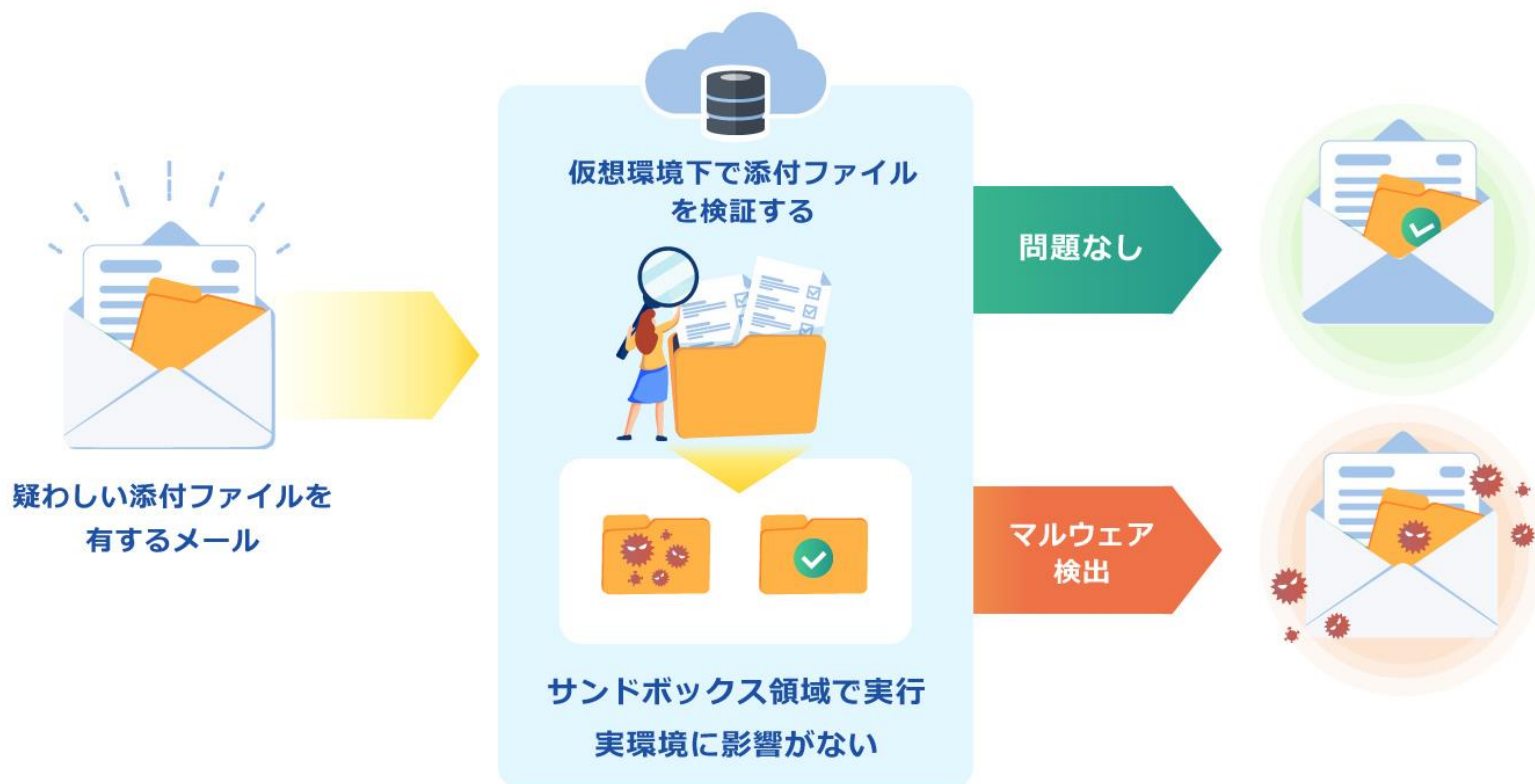 疑わしい添付ファイルを
有するメール
仮想環境下で添付ファイル
を検証する
サンドボックス領域で実行
実環境に影響がない
問題なし
マルウェア
検出